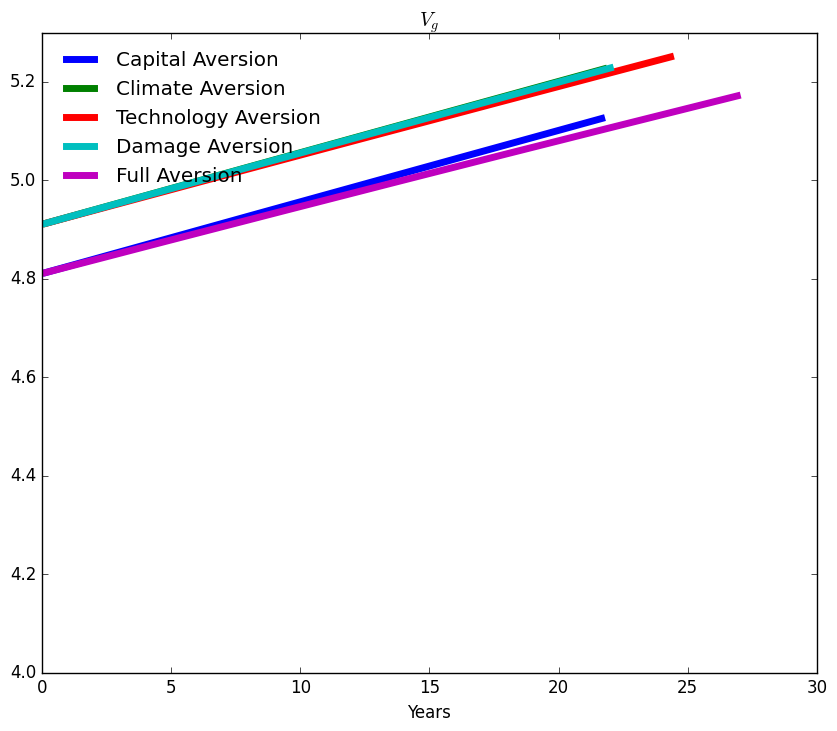 V_g
Capital Aversion
Climate Aversion
Technology Aversion
Damage Aversion
Full Aversion
5.2
5.0
4.8
4.6
4.4
4.2
4.0
0 5 10 15 20 25 30
Years